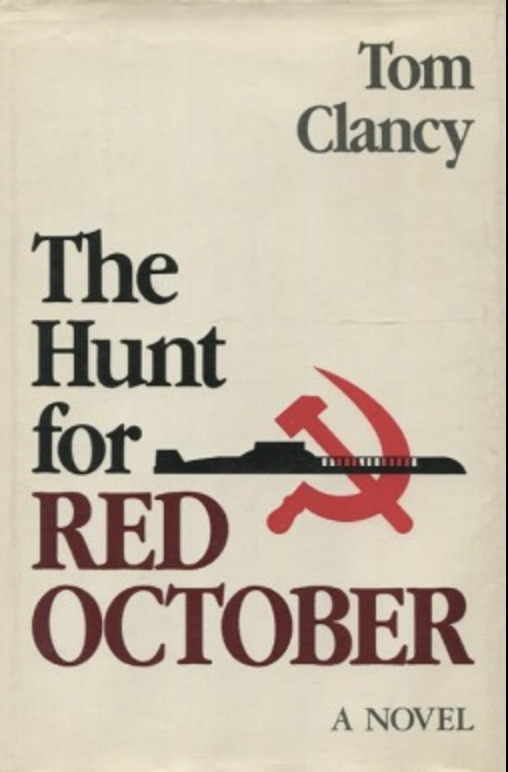 Tom
Clancy
The
Hunt
for
RED
OCTOBER
A NOVEL